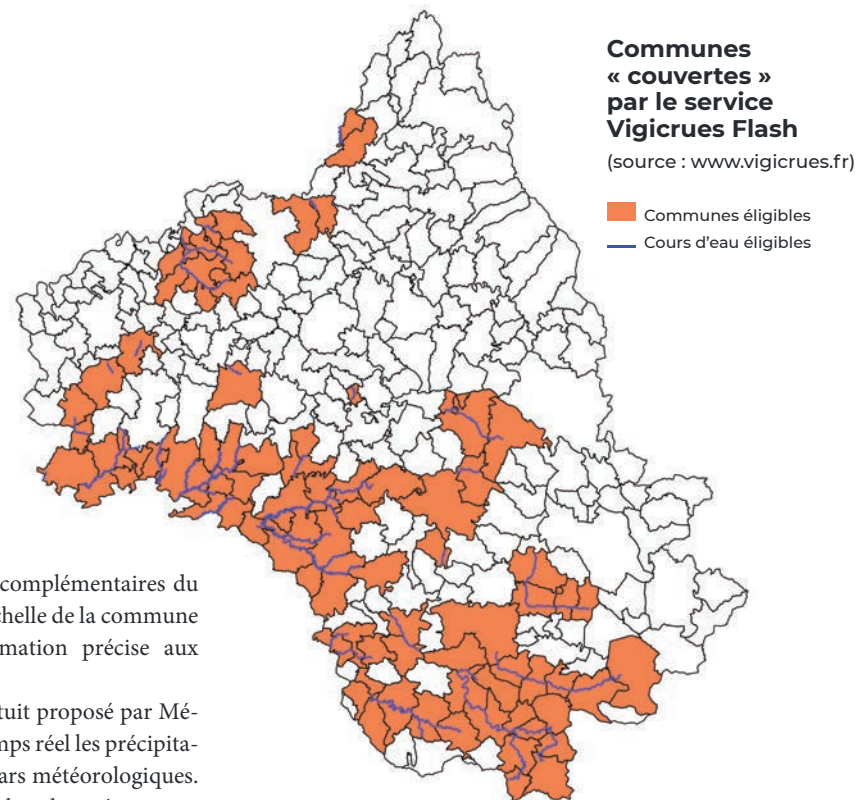 Communes
« couvertes »
par le service
Vigicrues Flash
(source : www.vigicrues.fr)
Communes éligibles
Cours d'eau éligibles
complémentaires du
chelle de la commune
mation précise aux
tuit proposé par Mé-
mps réel les précipita-
ars météorologiques.